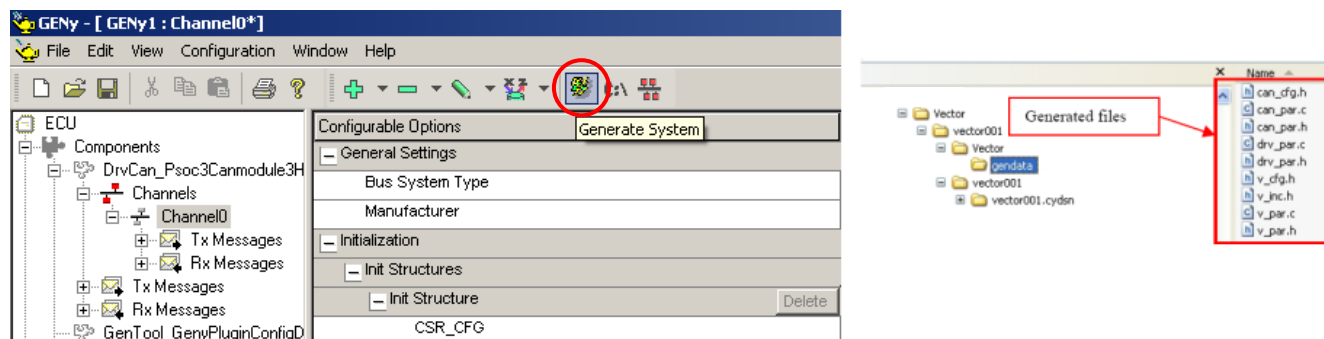 GENy - [ GENy1 : Channel0*]
File Edit View Configuration Window Help
C:\
Generate System
ECU
Components
DrvCan_Psoc3Canmodule3H
Channels
Channel0
Tx Messages
Rx Messages
Tx Messages
Rx Messages
GenTool_GenyPluginConfigD
Configurable Options
General Settings
Bus System Type
Manufacturer
Initialization
Init Structures
Init Structure Delete
CSR_CFG
Vector
vector001
Vector
gendata
vector001
vector001.cydsn
Generated files
X Name
can_cfg.h
can_par.c
can_par.h
drv_par.c
drv_par.h
v_cfg.h
v_inc.h
v_par.c
v_par.h